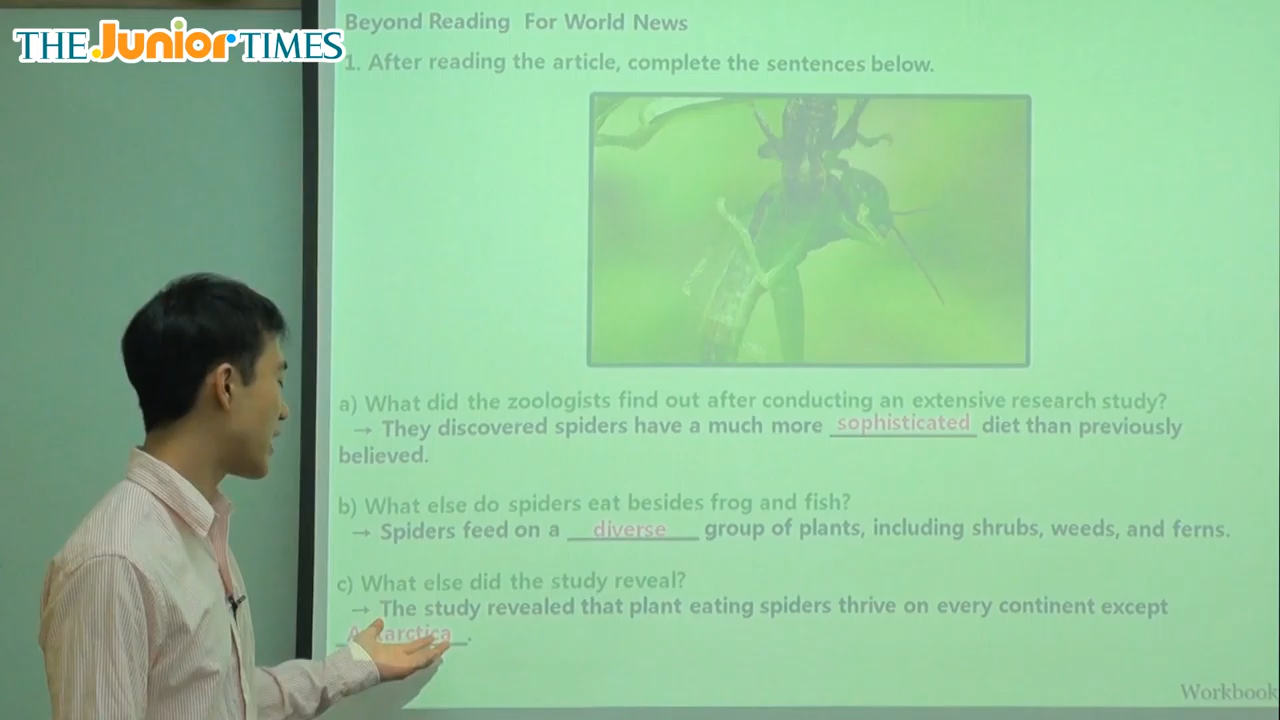 THE Junior TIMES
Beyond Reading For World News
1. After reading the article, complete the sentences below.
a) What did the zoologists find out after conducting an extensive research study?
→ They discovered spiders have a much more sophisticated diet than previously
believed.
b) What else do spiders eat besides frog and fish?
→ Spiders feed on a diverse group of plants, including shrubs, weeds, and ferns.
c) What else did the study reveal?
→ The study revealed that plant eating spiders thrive on every continent except
Antarctica.
Workbook